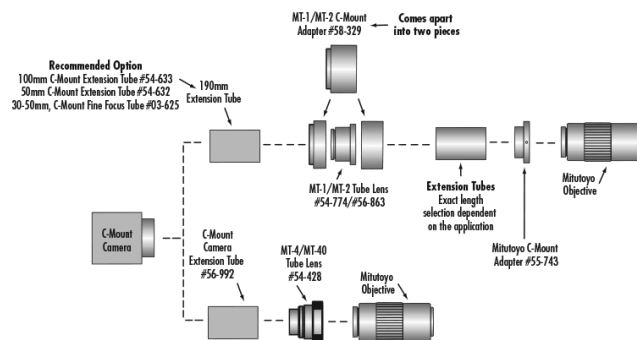 MT-1/MT-2 C-Mount
Adapter #58-329
Comes apart
into two pieces
Recommended Option
100mm C-Mount Extension Tube #54-633
50mm C-Mount Extension Tube #54-632
30-50mm, C-Mount Fine Focus Tube #03-625
190mm
Extension Tube
MT-1/MT-2 Tube Lens
#54-774/#56-863
Extension Tubes
Exact length
selection dependent
on the application
Mitutoyo
Objective
Mitutoyo C-Mount
Adapter #55-743
C-Mount
Camera
C-Mount
Camera
Extension Tube
#56-992
MT-4/MT-40
Tube Lens
#54-428
Mitutoyo
Objective